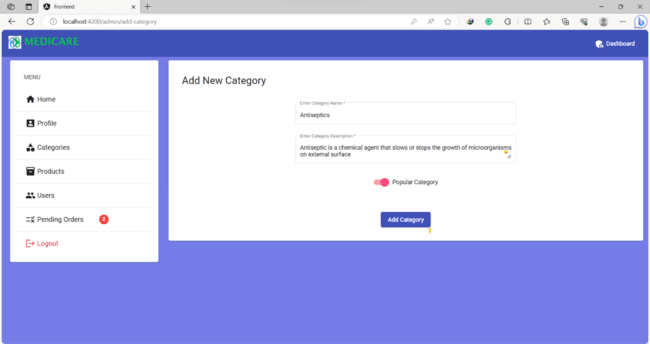 Frontend
localhost:4200/admin/add-category
MEDICARE
Dashboard
MENU
Home
Profile
Categories
Products
Users
Pending Orders 2
Logout
Add New Category
Enter Category Name *
Antiseptics
Enter Category Description *
Antiseptic is a chemical agent that slows or stops the growth of microorganisms
on external surface
Popular Category
Add Category